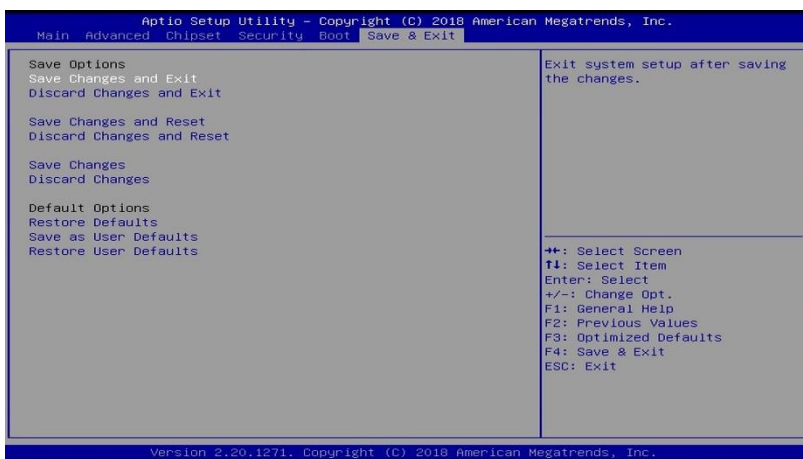 Aptio Setup Utility – Copyright (C) 2018 American Megatrends, Inc.
Main Advanced Chipset Security Boot Save & Exit
Save Options
Save Changes and Exit
Discard Changes and Exit
Save Changes and Reset
Discard Changes and Reset
Save Changes
Discard Changes
Default Options
Restore Defaults
Save as User Defaults
Restore User Defaults
Exit system setup after saving
the changes.
→←: Select Screen
↑↓: Select Item
Enter: Select
+/-: Change Opt.
F1: General Help
F2: Previous Values
F3: Optimized Defaults
F4: Save & Exit
ESC: Exit
Version 2.20.1271. Copyright (C) 2018 American Megatrends, Inc.